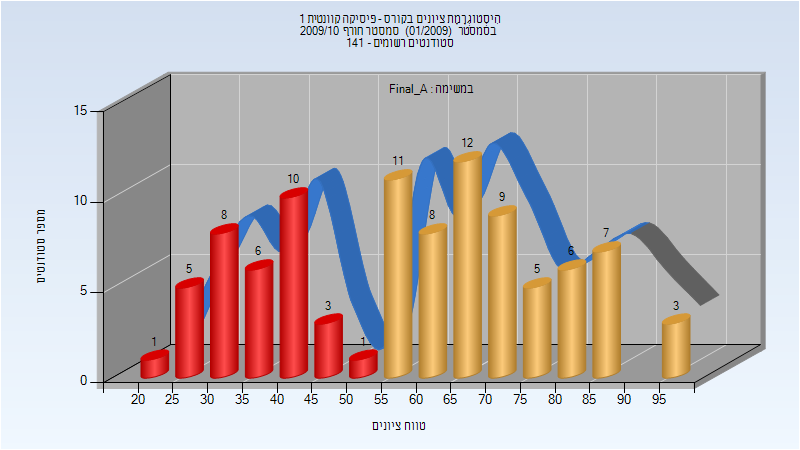 היסטוגרמת ציונים בקורס - פיסיקה קוונטית 1
בסמסטר (01/2009) סמסטר חורף 2009/10
סטודנטים רשומים - 141
במשימה : Final_A
מספר סטודנטים
15
10
5
0
1
5
8
6
10
3
1
11
8
12
9
5
6
7
3
20 25 30 35 40 45 50 55 60 65 70 75 80 85 90 95
טווח ציונים